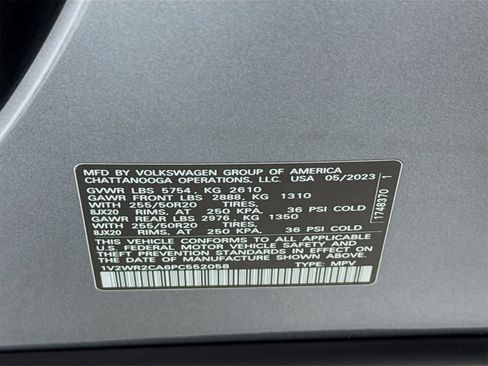 MFD BY VOLKSWAGEN GROUP OF AMERICA
CHATTANOOGA OPERATIONS, LLC. USA 05/2023
GVWR LBS 5754, KG 2610
GAWR FRONT LBS 2888, KG 1310
WITH 255/50R20 TIRES,
8JX20 RIMS, AT 250 KPA, 36 PSI COLD
GAWR REAR LBS 2976, KG 1350
WITH 255/50R20 TIRES,
8JX20 RIMS, AT 250 KPA, 36 PSI COLD
THIS VEHICLE CONFORMS TO ALL APPLICABLE
U.S. FEDERAL MOTOR VEHICLE SAFETY AND
THEFT PREVENTION STANDARDS IN EFFECT ON
THE DATE OF MANUFACTURE SHOWN ABOVE.
1V2WR2CA6PC552058 TYPE: MPV
1746370 1